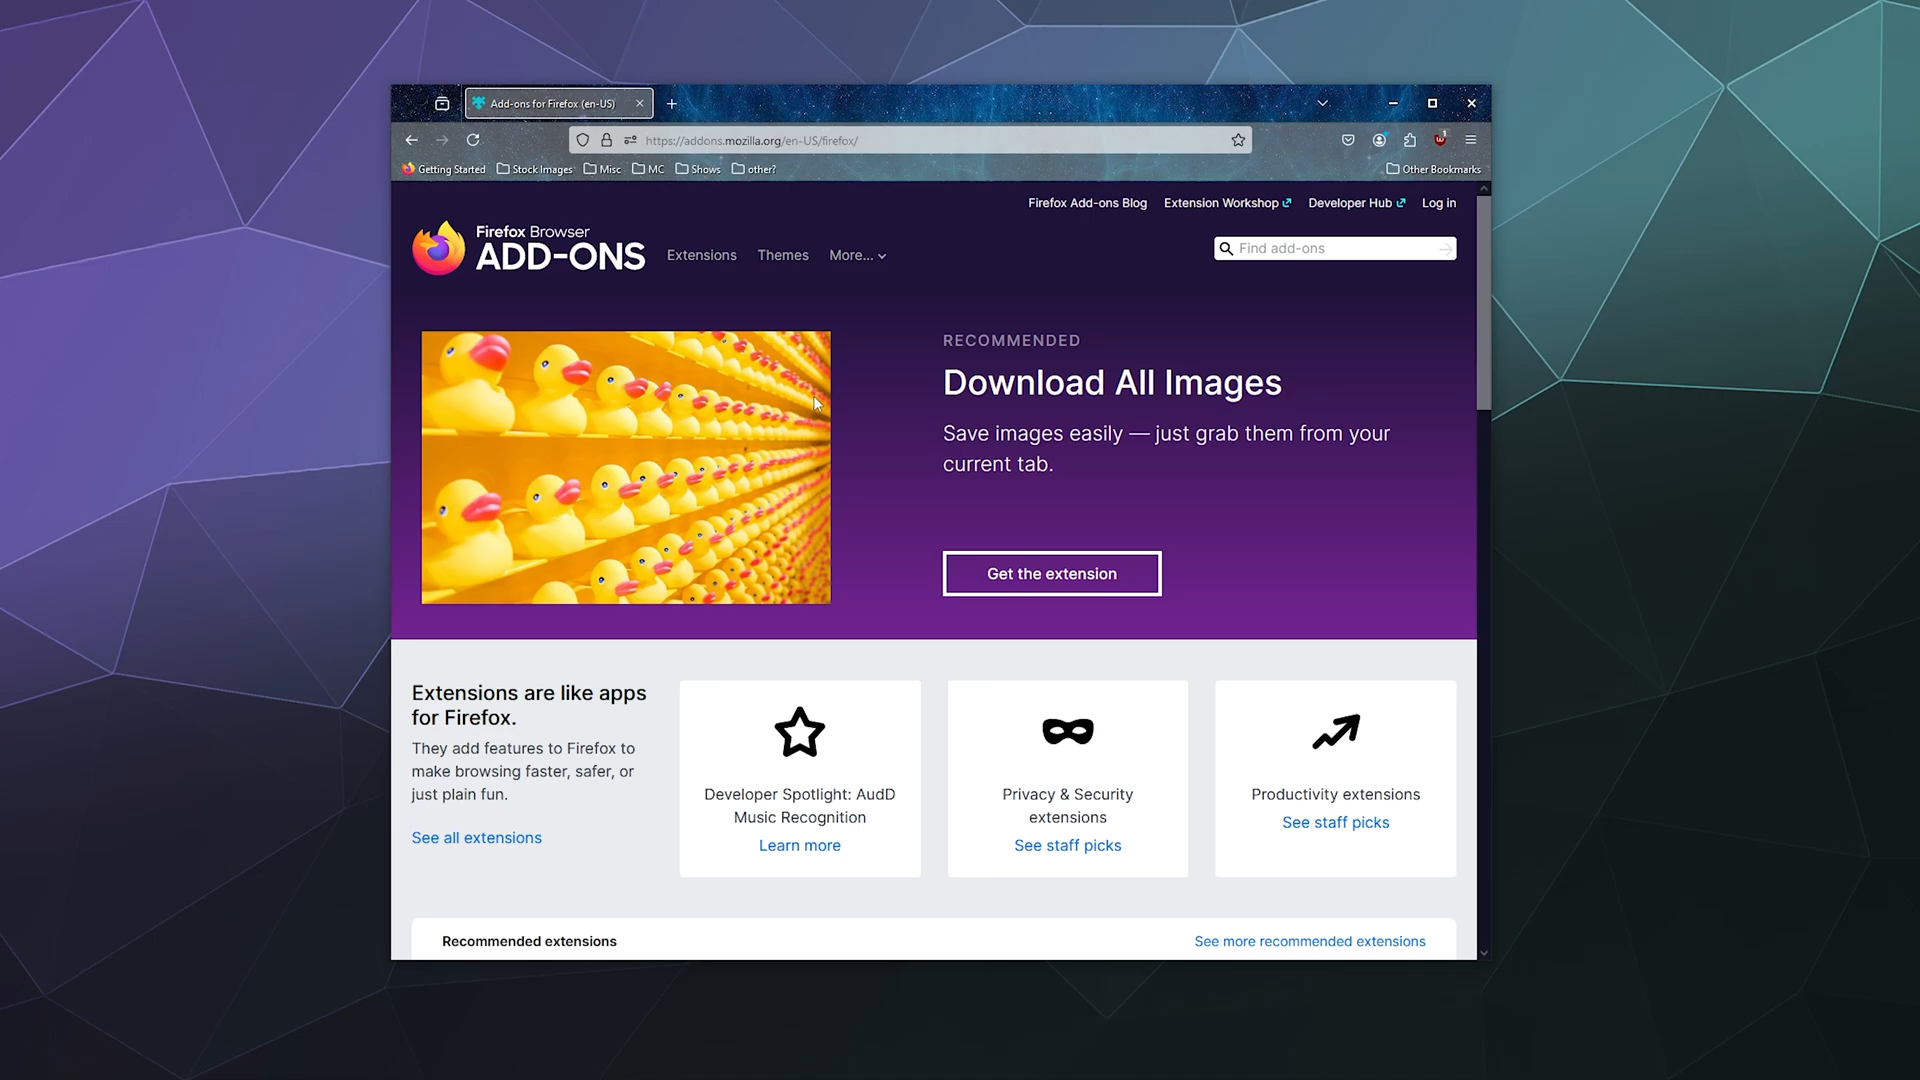 Add-ons for Firefox (en-US)
https://addons.mozilla.org/en-US/firefox/
1
Getting Started
Stock Images
Misc
MC
Shows
other?
Other Bookmarks
Firefox Add-ons Blog
Extension Workshop
Developer Hub
Log in
Firefox Browser
ADD-ONS
Extensions
Themes
More...
Find add-ons
RECOMMENDED
Download All Images
Save images easily — just grab them from your
current tab.
Get the extension
Extensions are like apps
for Firefox.
They add features to Firefox to
make browsing faster, safer, or
just plain fun.
See all extensions
Developer Spotlight: AudD
Music Recognition
Learn more
Privacy & Security
extensions
See staff picks
Productivity extensions
See staff picks
Recommended extensions
See more recommended extensions